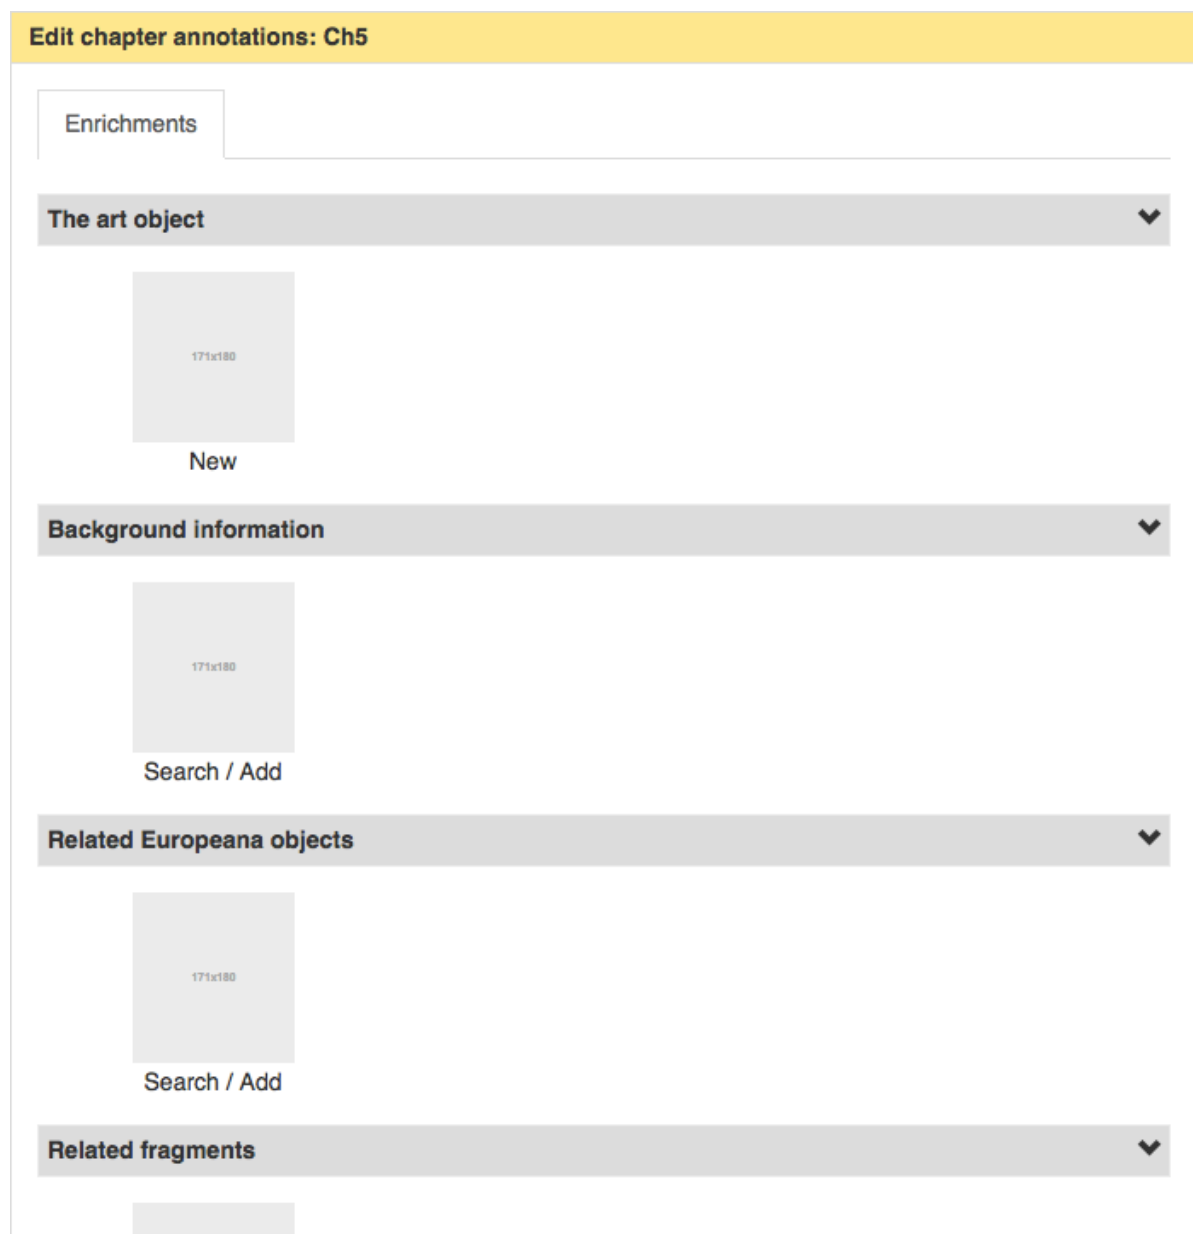 Edit chapter annotations: Ch5
Enrichments
The art object
171x180
New
Background information
171x180
Search / Add
Related Europeana objects
171x180
Search / Add
Related fragments